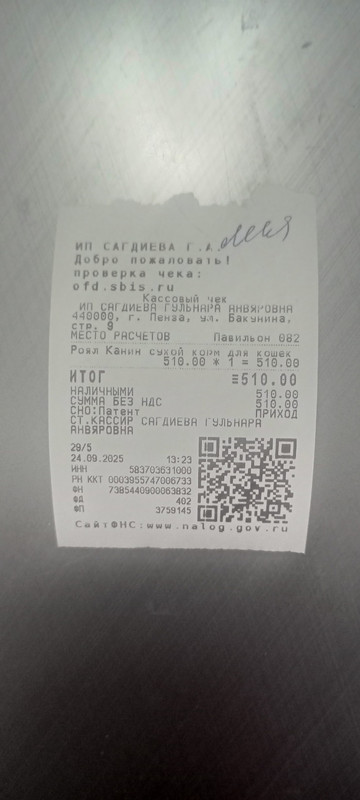 ИП САГДИЕВА Г.А.
Добро пожаловать!
проверка чека:
ofd.sbis.ru
Кассовый чек
ИП САГДИЕВА ГУЛЬНАРА АНВЯРОВНА
440000, г. Пенза, ул. Бакунина,
стр. 9
МЕСТО РАСЧЕТОВ Павильон 082
Роял Канин сухой корм для кошек
510.00 * 1 = 510.00
ИТОГ ≡510.00
НАЛИЧНЫМИ 510.00
СУММА БЕЗ НДС 510.00
СНО:Патент ПРИХОД
СТ.КАССИР САГДИЕВА ГУЛЬНАРА
АНВЯРОВНА
29/5
24.09.2025 13:23
ИНН 583703631000
РН ККТ 0003955747006733
ФН 7385440900063832
ФД 402
ФП 3759145
СайтФНС:www.nalog.gov.ru